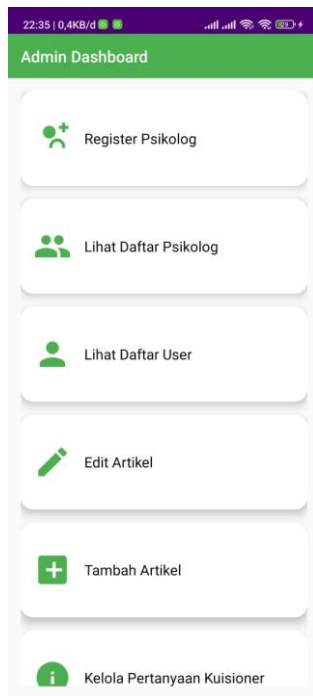 22:35 | 0,4KB/d
Admin Dashboard
Register Psikolog
Lihat Daftar Psikolog
Lihat Daftar User
Edit Artikel
Tambah Artikel
Kelola Pertanyaan Kuisioner